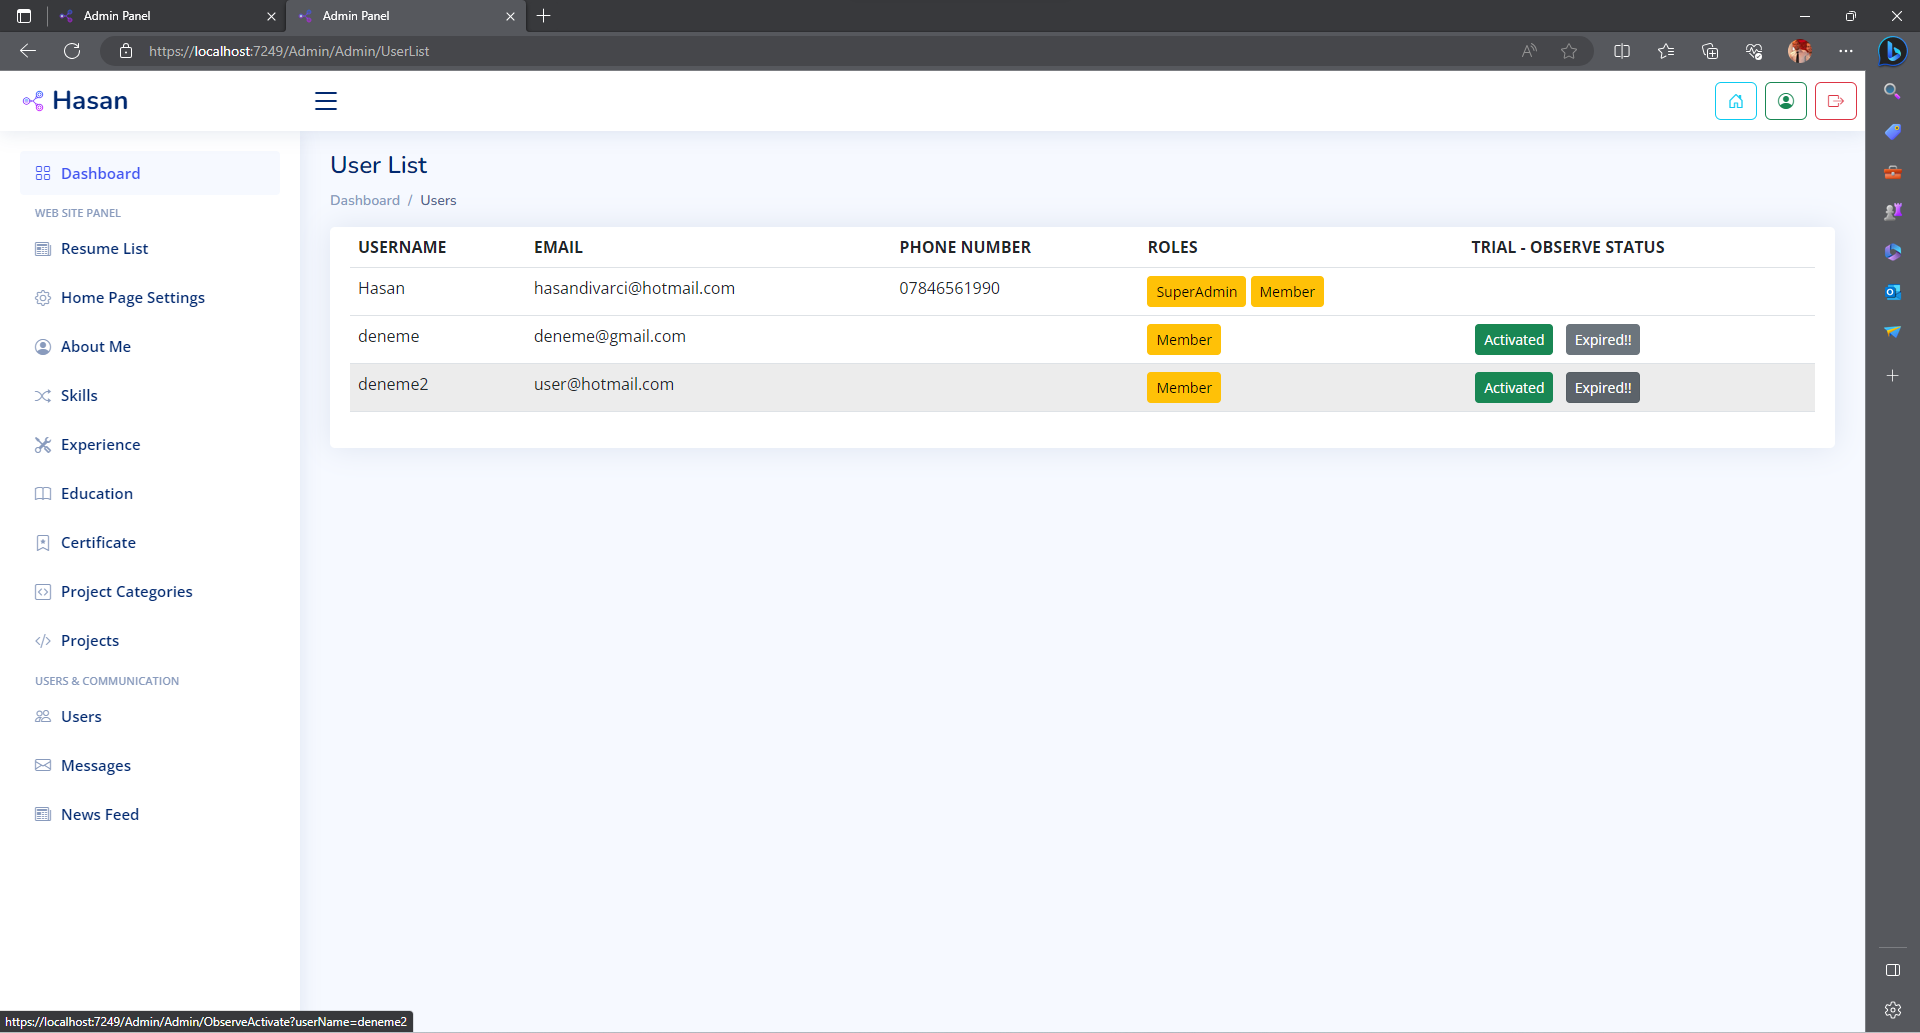 Admin Panel
Admin Panel
https://localhost:7249/Admin/Admin/UserList
Hasan
Dashboard
WEB SITE PANEL
Resume List
Home Page Settings
About Me
Skills
Experience
Education
Certificate
Project Categories
Projects
USERS & COMMUNICATION
Users
Messages
News Feed
User List
Dashboard / Users
USERNAME EMAIL PHONE NUMBER ROLES TRIAL - OBSERVE STATUS
Hasan hasandivarci@hotmail.com 07846561990 SuperAdmin Member
deneme deneme@gmail.com Member Activated Expired!!
deneme2 user@hotmail.com Member Activated Expired!!
https://localhost:7249/Admin/Admin/ObserveActivate?userName=deneme2